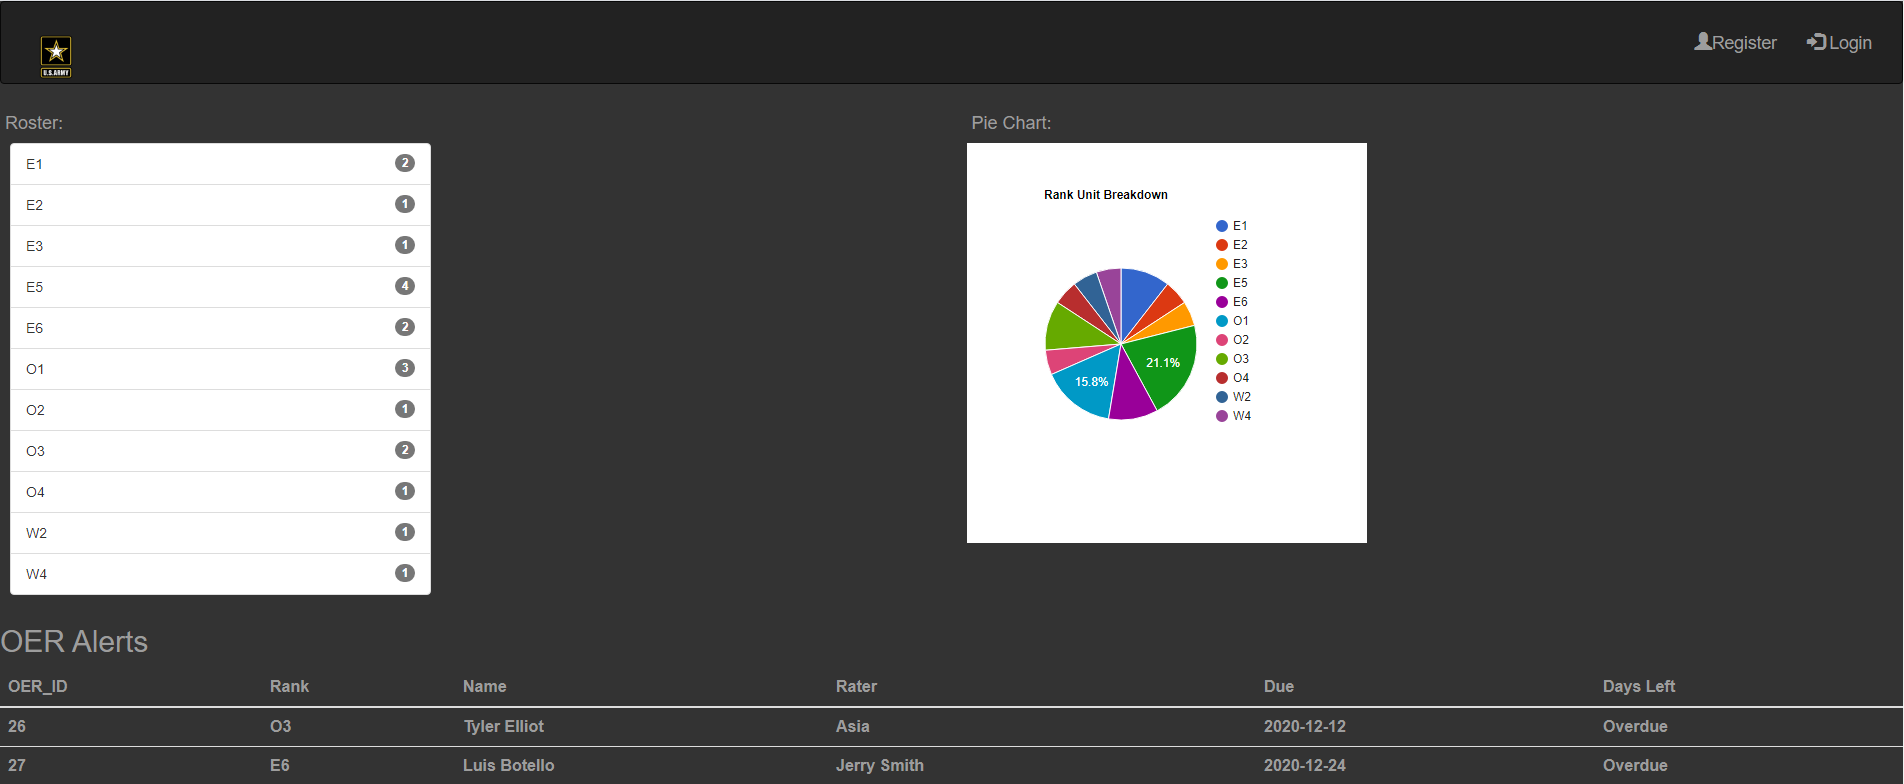 U.S.ARMY
Register Login
Roster:
E1 2
E2 1
E3 1
E5 4
E6 2
O1 3
O2 1
O3 2
O4 1
W2 1
W4 1
Pie Chart:
Rank Unit Breakdown
E1
E2
E3
E5
E6
O1
O2
O3
O4
W2
W4
21.1%
15.8%
OER Alerts
OER_ID Rank Name Rater Due Days Left
26 O3 Tyler Elliot Asia 2020-12-12 Overdue
27 E6 Luis Botello Jerry Smith 2020-12-24 Overdue